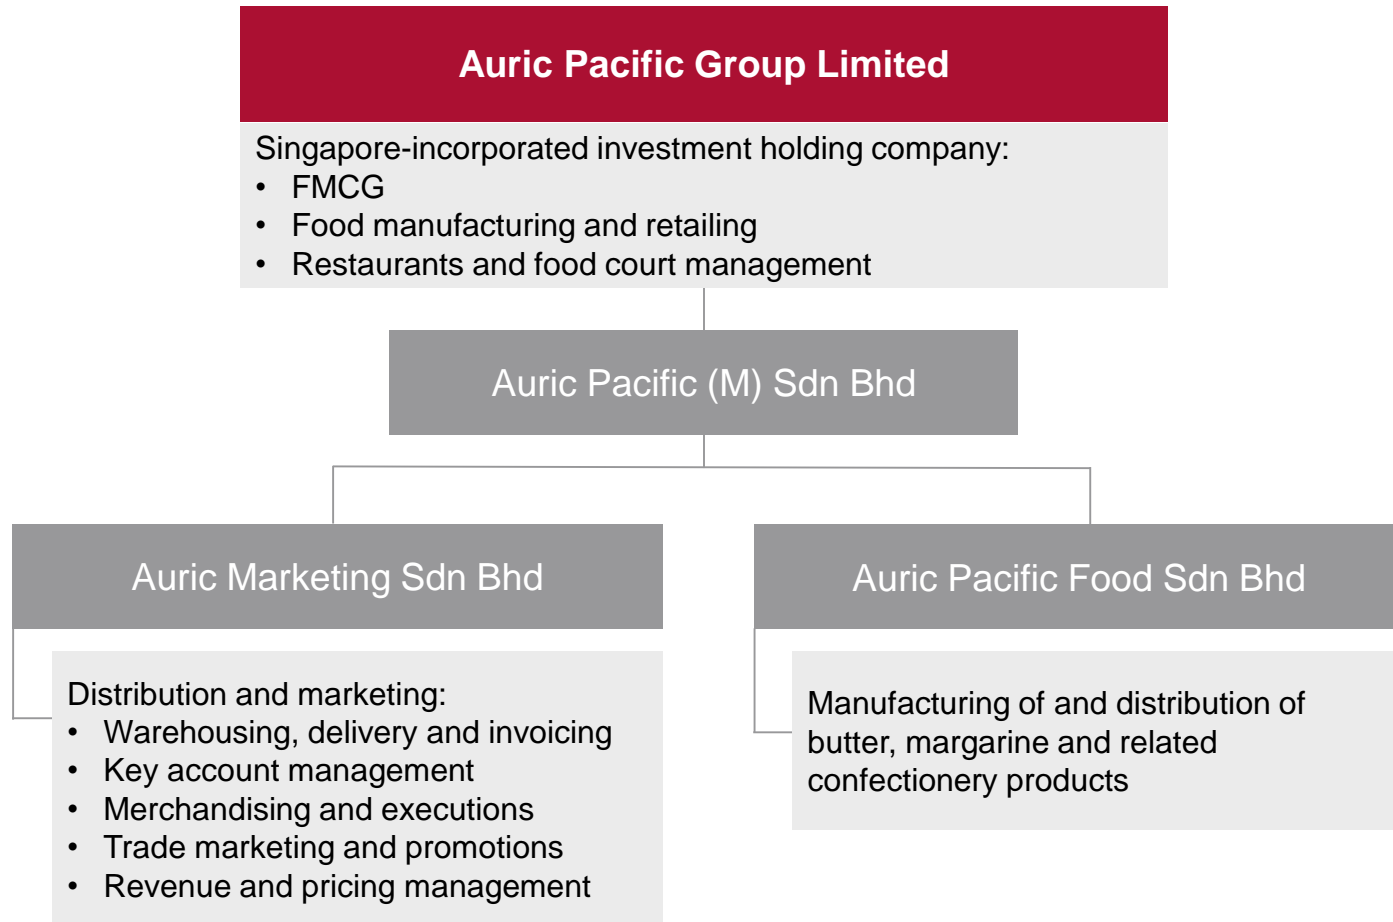 Auric Pacific Group Limited
Singapore-incorporated investment holding company:
• FMCG
• Food manufacturing and retailing
• Restaurants and food court management
Auric Pacific (M) Sdn Bhd
Auric Marketing Sdn Bhd
Auric Pacific Food Sdn Bhd
Distribution and marketing:
• Warehousing, delivery and invoicing
• Key account management
• Merchandising and executions
• Trade marketing and promotions
• Revenue and pricing management
Manufacturing of and distribution of
butter, margarine and related
confectionery products